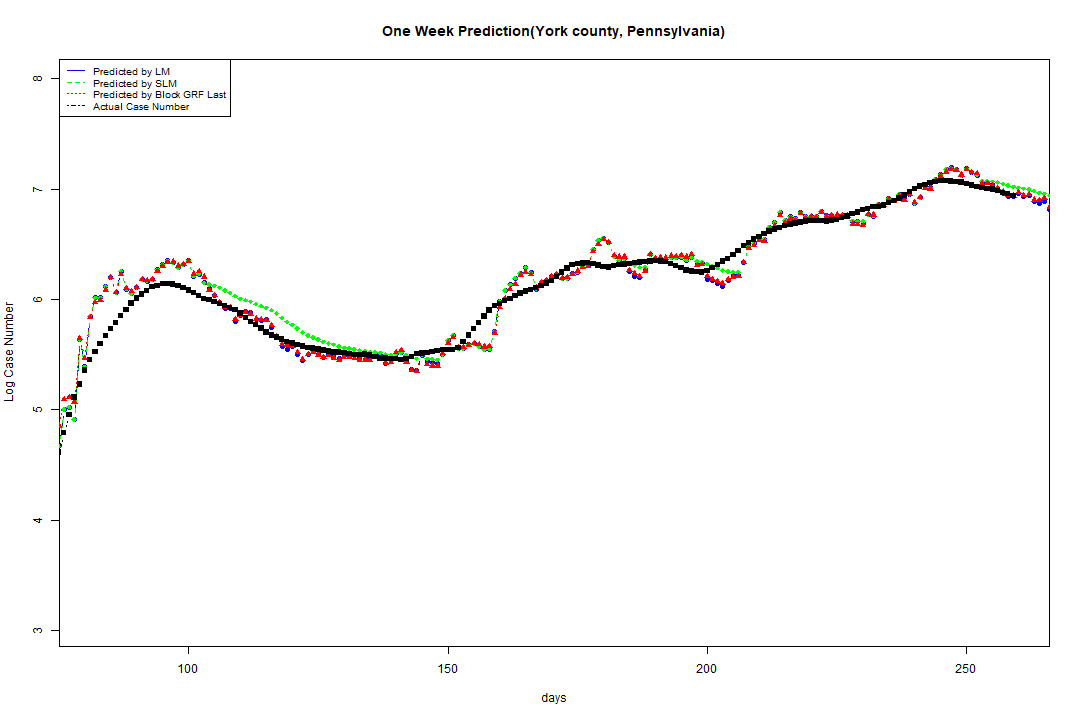 One Week Prediction(York county, Pennsylvania)
Predicted by LM
Predicted by SLM
Predicted by Block GRF Last
Actual Case Number
8
7
6
5
4
3
Log Case Number
100 150 200 250
days